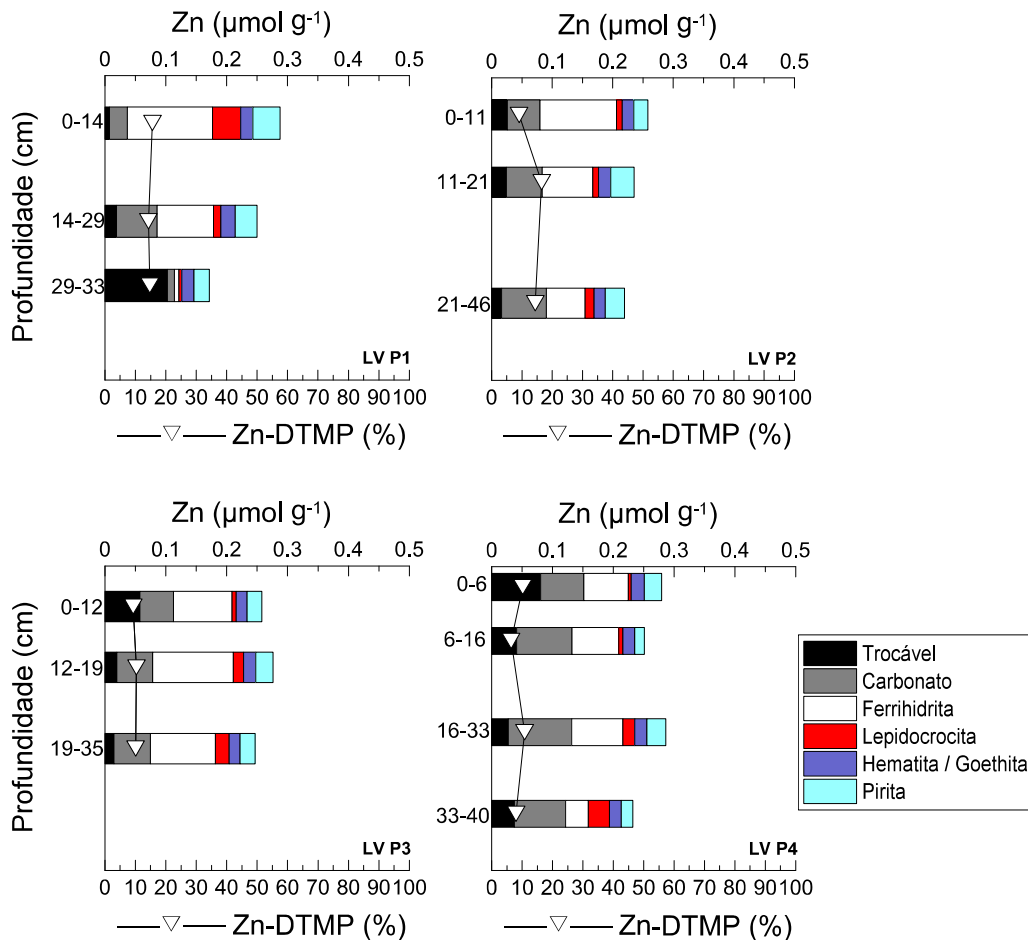 Zn (µmol g-1)
0 0.1 0.2 0.3 0.4 0.5
Profundidade (cm)
0-14
14-29
29-33
LV P1
0 10 20 30 40 50 60 70 80 90 100
Zn-DTMP (%)
Zn (µmol g-1)
0 0.1 0.2 0.3 0.4 0.5
0-11
11-21
21-46
LV P2
0 10 20 30 40 50 60 70 80 90 100
Zn-DTMP (%)
Zn (µmol g-1)
0 0.1 0.2 0.3 0.4 0.5
Profundidade (cm)
0-12
12-19
19-35
LV P3
0 10 20 30 40 50 60 70 80 90 100
Zn-DTMP (%)
Zn (µmol g-1)
0 0.1 0.2 0.3 0.4 0.5
0-6
6-16
16-33
33-40
LV P4
0 10 20 30 40 50 60 70 80 90 100
Zn-DTMP (%)
Trocável
Carbonato
Ferrihidrita
Lepidocrocita
Hematita / Goethita
Pirita